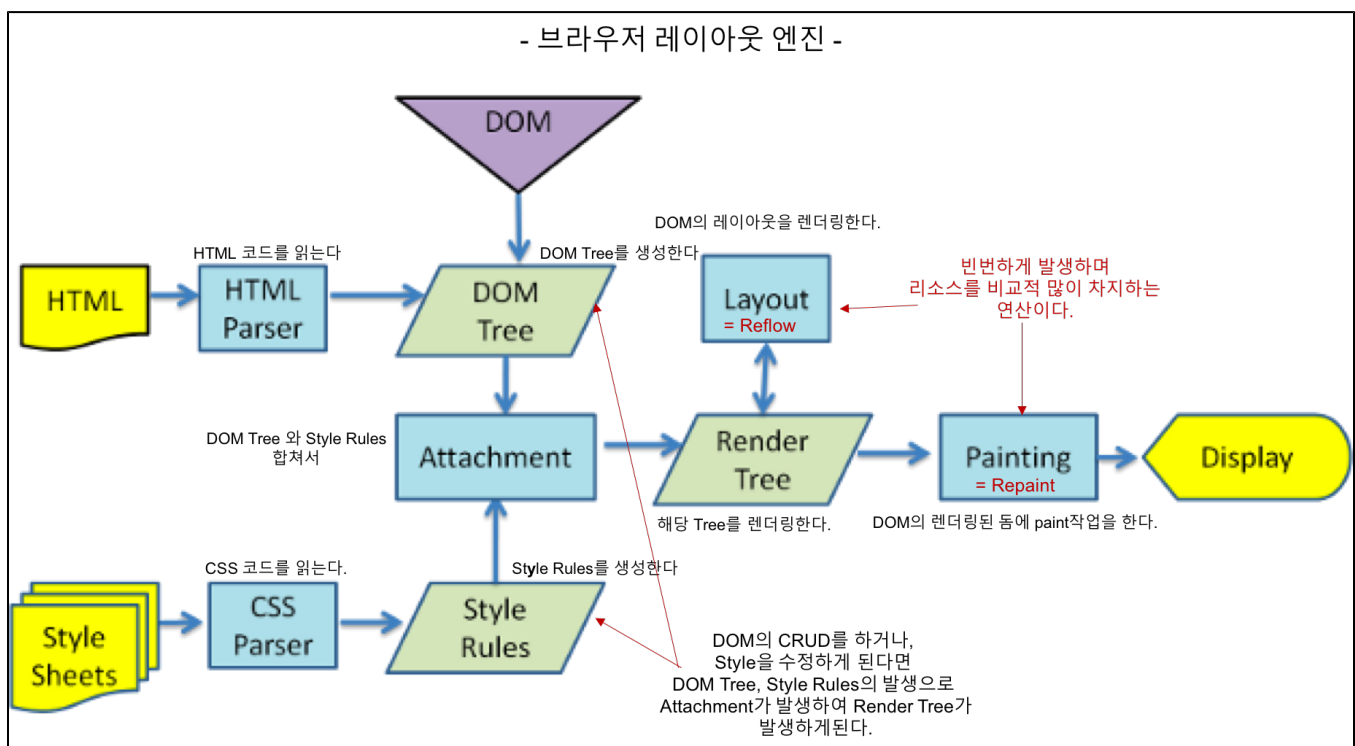 - 브라우저 레이아웃 엔진 -
DOM
DOM의 레이아웃을 렌더링한다.
HTML 코드를 읽는다
DOM Tree를 생성한다
HTML
HTML
Parser
DOM
Tree
Layout
= Reflow
빈번하게 발생하며
리소스를 비교적 많이 차지하는
연산이다.
DOM Tree 와 Style Rules
합쳐서
Attachment
Render
Tree
Painting
= Repaint
Display
해당 Tree를 렌더링한다.
DOM의 렌더링된 돔에 paint작업을 한다.
CSS 코드를 읽는다.
Style Rules를 생성한다
Style
Sheets
CSS
Parser
Style
Rules
DOM의 CRUD를 하거나,
Style을 수정하게 된다면
DOM Tree, Style Rules의 발생으로
Attachment가 발생하여 Render Tree가
발생하게된다.